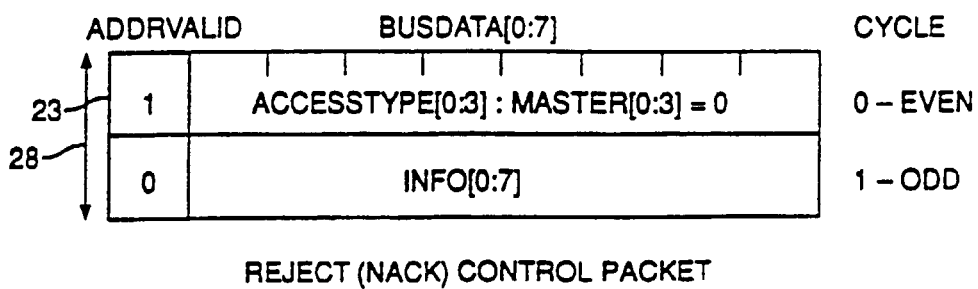 ADDRVALID BUSDATA[0:7] CYCLE
23 1 ACCESSTYPE[0:3] : MASTER[0:3] = 0 0 – EVEN
28 0 INFO[0:7] 1 – ODD
REJECT (NACK) CONTROL PACKET